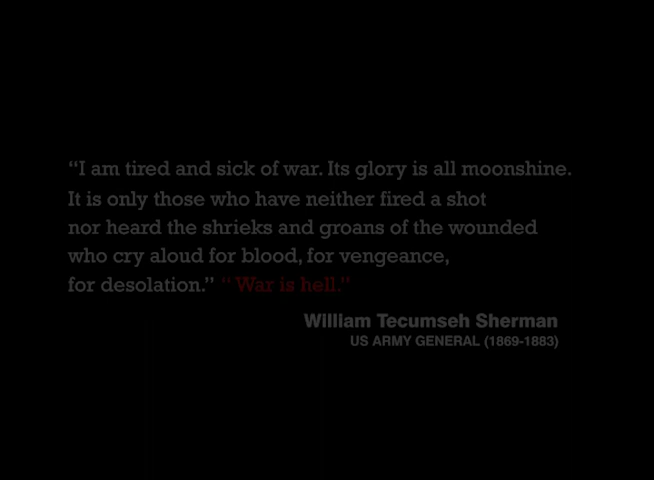 “I am tired and sick of war. Its glory is all moonshine.
It is only those who have neither fired a shot
nor heard the shrieks and groans of the wounded
who cry aloud for blood, for vengeance,
for desolation.” “ War is hell.”
William Tecumseh Sherman
US ARMY GENERAL (1869-1883)